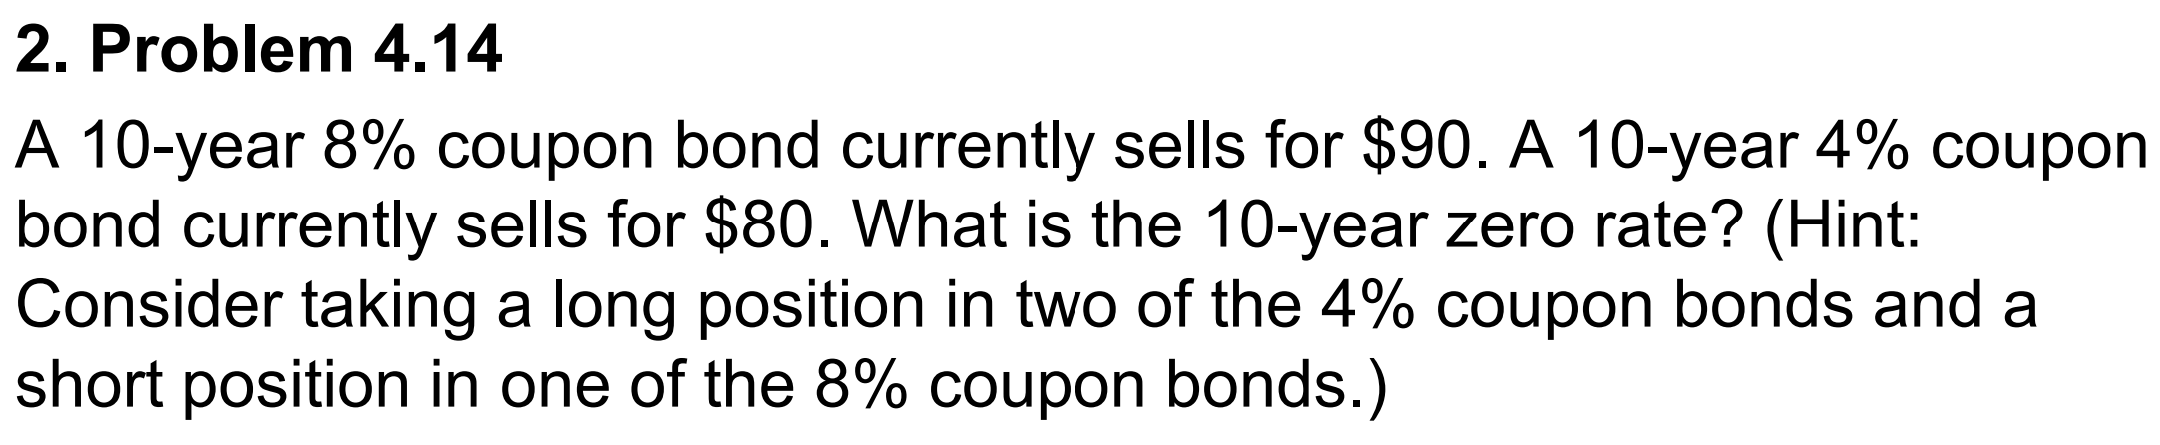 2. Problem 4.14
A 10-year 8% coupon bond currently sells for $90. A 10-year 4% coupon
bond currently sells for $80. What is the 10-year zero rate? (Hint:
Consider taking a long position in two of the 4% coupon bonds and a
short position in one of the 8% coupon bonds.)